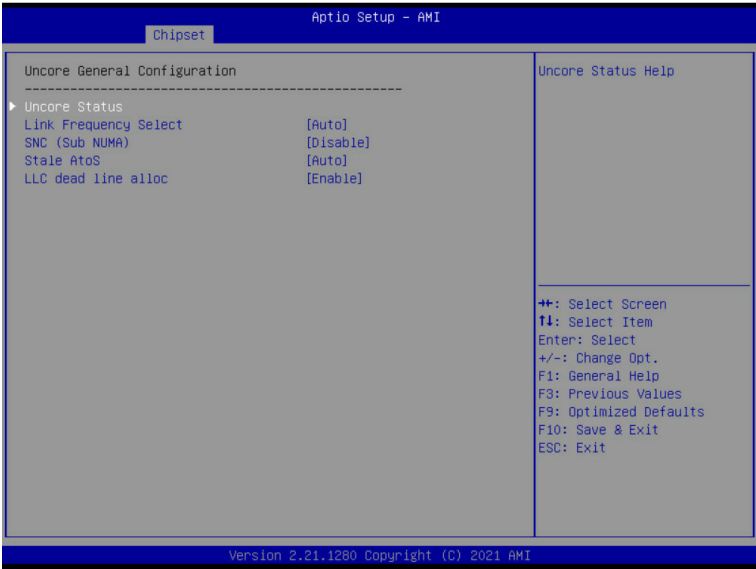 Aptio Setup – AMI
Chipset
Uncore General Configuration
--------------------------------------------------
Uncore Status
Link Frequency Select [Auto]
SNC (Sub NUMA) [Disable]
Stale AtoS [Auto]
LLC dead line alloc [Enable]
Uncore Status Help
→←: Select Screen
↑↓: Select Item
Enter: Select
+/-: Change Opt.
F1: General Help
F3: Previous Values
F9: Optimized Defaults
F10: Save & Exit
ESC: Exit
Version 2.21.1280 Copyright (C) 2021 AMI